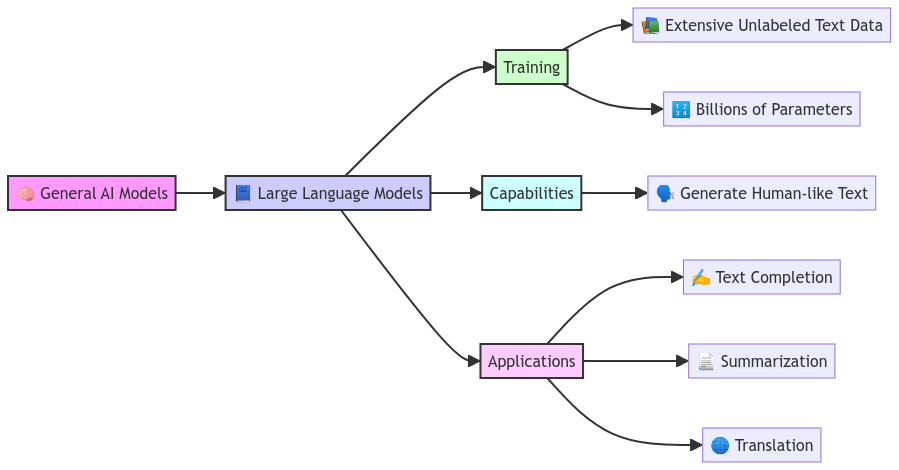 🧠 General AI Models
📘 Large Language Models
Training
📚 Extensive Unlabeled Text Data
🔢 Billions of Parameters
Capabilities
🗣️ Generate Human-like Text
Applications
✍️ Text Completion
📄 Summarization
🌐 Translation